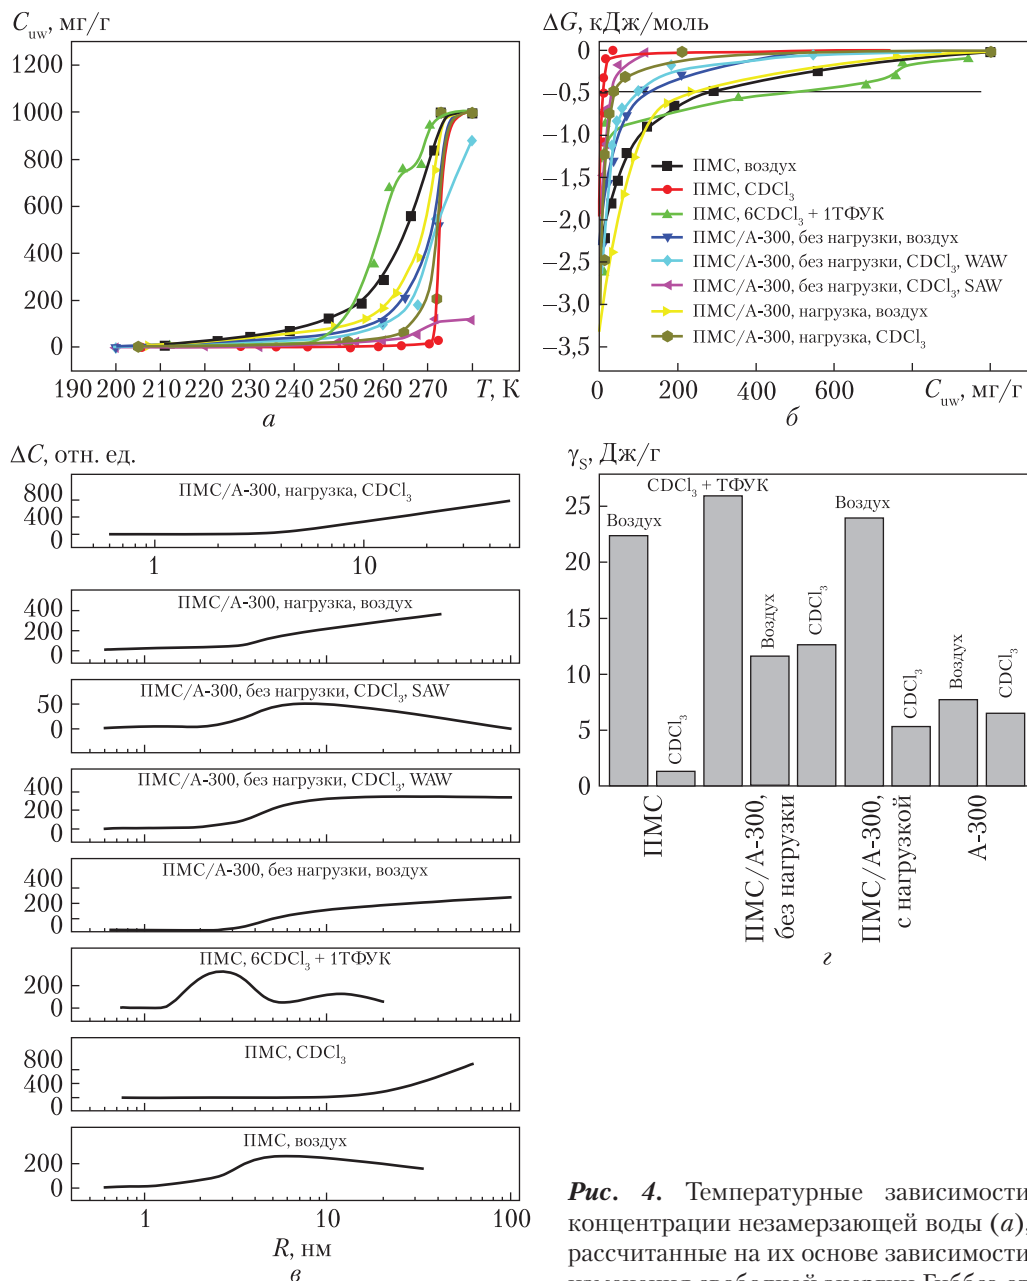 C_uw, мг/г
1200
1000
800
600
400
200
0
190 200 210 220 230 240 250 260 270 T, К
а
ΔG, кДж/моль
0
−0,5
−1,0
−1,5
−2,0
−2,5
−3,0
−3,5
ПМС, воздух
ПМС, CDCl₃
ПМС, 6CDCl₃ + 1ТФУК
ПМС/А-300, без нагрузки, воздух
ПМС/А-300, без нагрузки, CDCl₃, WAW
ПМС/А-300, без нагрузки, CDCl₃, SAW
ПМС/А-300, нагрузка, воздух
ПМС/А-300, нагрузка, CDCl₃
0 200 400 600 C_uw, мг/г
б
ΔC, отн. ед.
ПМС/А-300, нагрузка, CDCl₃
800
400
0
1 10
ПМС/А-300, нагрузка, воздух
400
200
0
ПМС/А-300, без нагрузки, CDCl₃, SAW
50
0
ПМС/А-300, без нагрузки, CDCl₃, WAW
400
200
0
ПМС/А-300, без нагрузки, воздух
400
200
0
ПМС, 6CDCl₃ + 1ТФУК
200
0
ПМС, CDCl₃
800
400
0
ПМС, воздух
200
0
1 10 100
R, нм
в
γ_S, Дж/г
25
20
15
10
5
0
Воздух
CDCl₃
CDCl₃ + ТФУК
Воздух
CDCl₃
Воздух
CDCl₃
Воздух
CDCl₃
ПМС
ПМС/А-300,
без нагрузки
ПМС/А-300,
с нагрузкой
А-300
г
Рис. 4. Температурные зависимости
концентрации незамерзающей воды (а),
рассчитанные на их основе зависимости